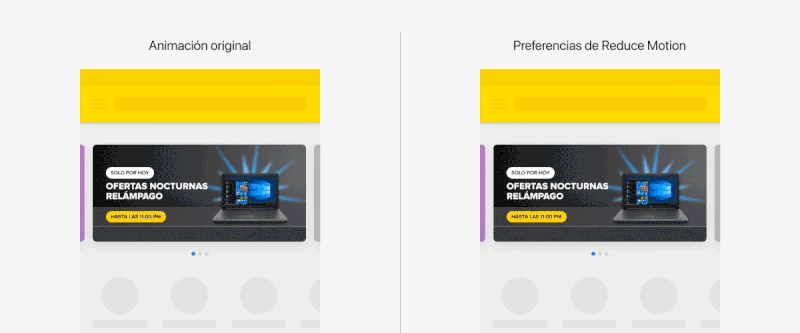 Animación original
SOLO POR HOY
OFERTAS NOCTURNAS
RELÁMPAGO
HASTA LAS 11:00 PM
Preferencias de Reduce Motion
SOLO POR HOY
OFERTAS NOCTURNAS
RELÁMPAGO
HASTA LAS 11:00 PM